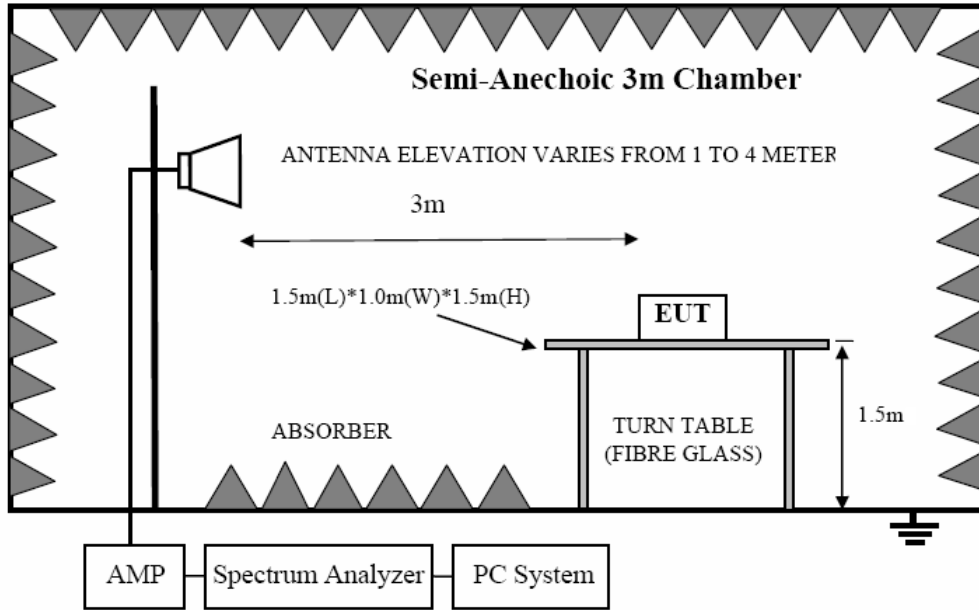 Semi-Anechoic 3m Chamber
ANTENNA ELEVATION VARIES FROM 1 TO 4 METER
3m
1.5m(L)*1.0m(W)*1.5m(H)
EUT
1.5m
ABSORBER
TURN TABLE
(FIBRE GLASS)
AMP
Spectrum Analyzer
PC System